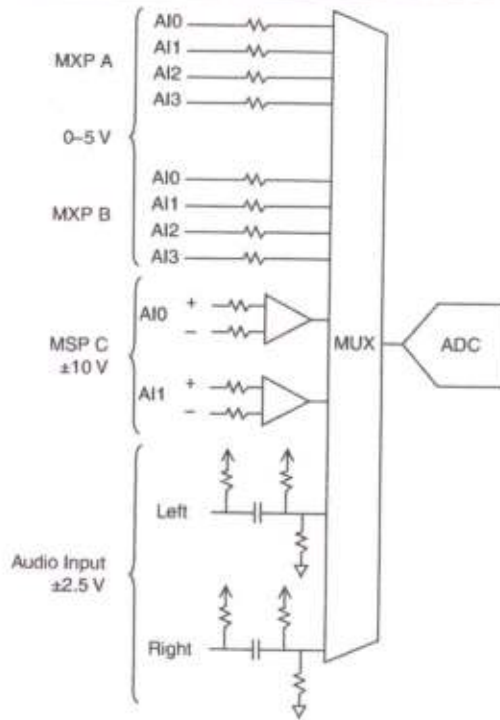 AI0
AI1
MXP A
AI2
AI3
0–5 V
AI0
AI1
MXP B
AI2
AI3
AI0 + −
MSP C
±10 V
MUX
ADC
AI1 + −
Left
Audio Input
±2.5 V
Right